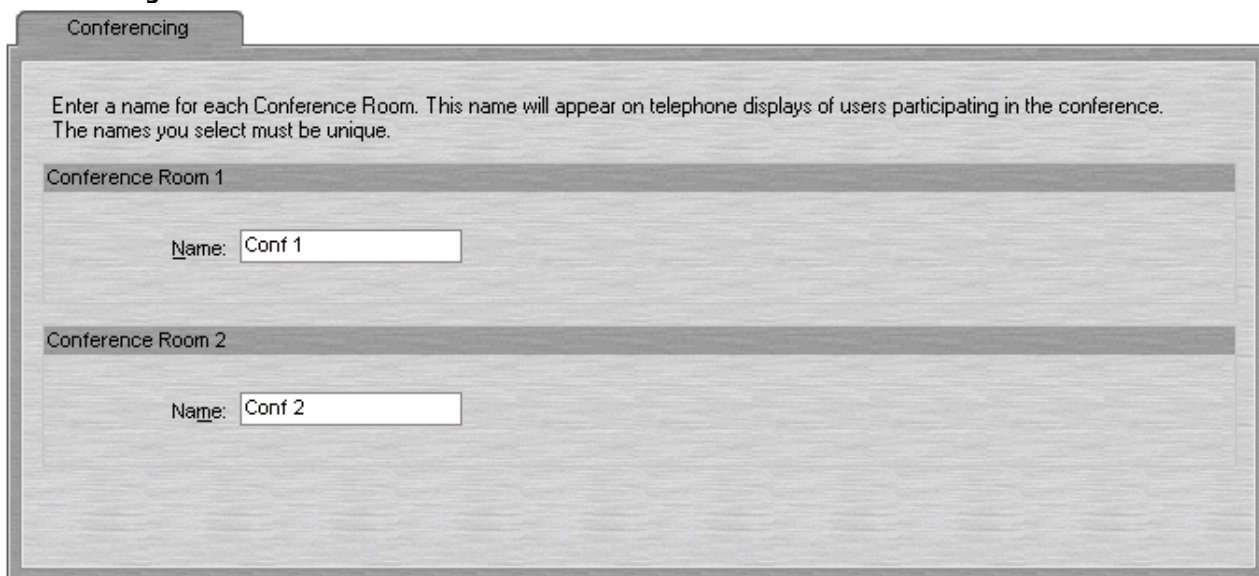 Conferencing
Enter a name for each Conference Room. This name will appear on telephone displays of users participating in the conference.
The names you select must be unique.
Conference Room 1
Name: Conf 1
Conference Room 2
Name: Conf 2